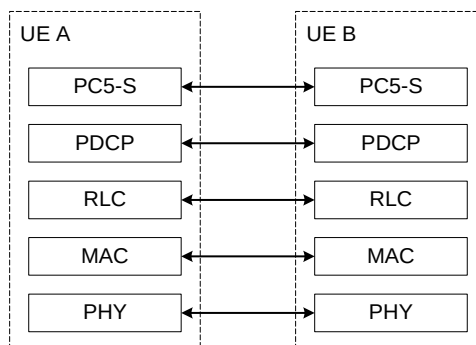 UE A
UE B
PC5-S
PC5-S
PDCP
PDCP
RLC
RLC
MAC
MAC
PHY
PHY